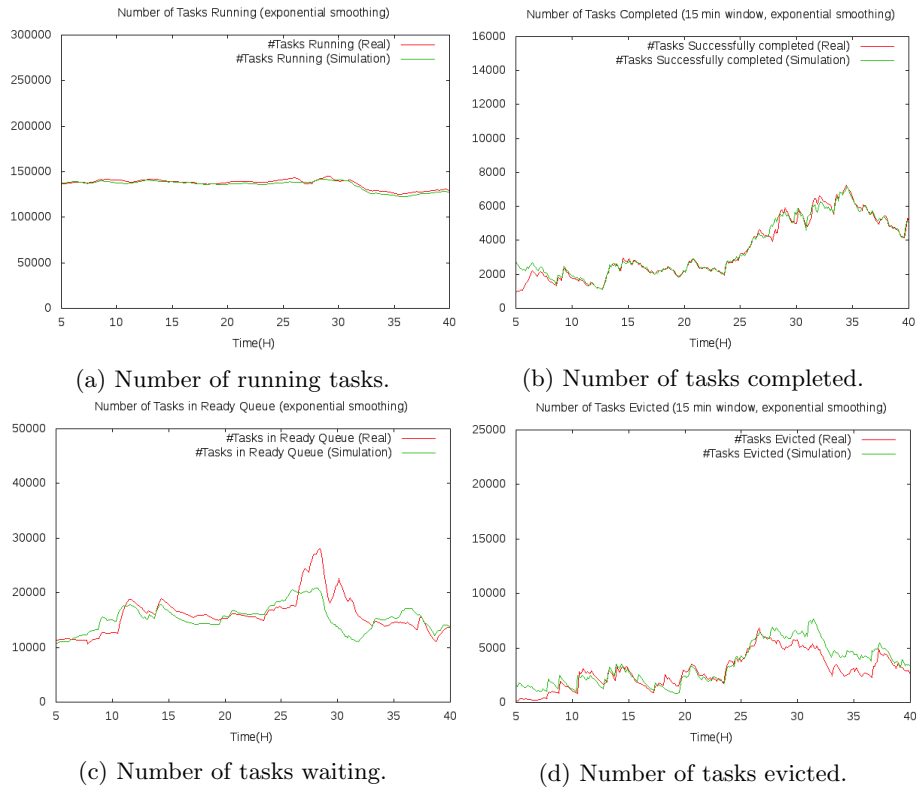 Number of Tasks Running (exponential smoothing)
300000
250000
200000
150000
100000
50000
0
#Tasks Running (Real)
#Tasks Running (Simulation)
5 10 15 20 25 30 35 40
Time(H)
(a) Number of running tasks.
Number of Tasks Completed (15 min window, exponential smoothing)
16000
14000
12000
10000
8000
6000
4000
2000
0
#Tasks Successfully completed (Real)
#Tasks Successfully completed (Simulation)
5 10 15 20 25 30 35 40
Time(H)
(b) Number of tasks completed.
Number of Tasks in Ready Queue (exponential smoothing)
50000
40000
30000
20000
10000
0
#Tasks in Ready Queue (Real)
#Tasks in Ready Queue (Simulation)
5 10 15 20 25 30 35 40
Time(H)
(c) Number of tasks waiting.
Number of Tasks Evicted (15 min window, exponential smoothing)
25000
20000
15000
10000
5000
0
#Tasks Evicted (Real)
#Tasks Evicted (Simulation)
5 10 15 20 25 30 35 40
Time(H)
(d) Number of tasks evicted.